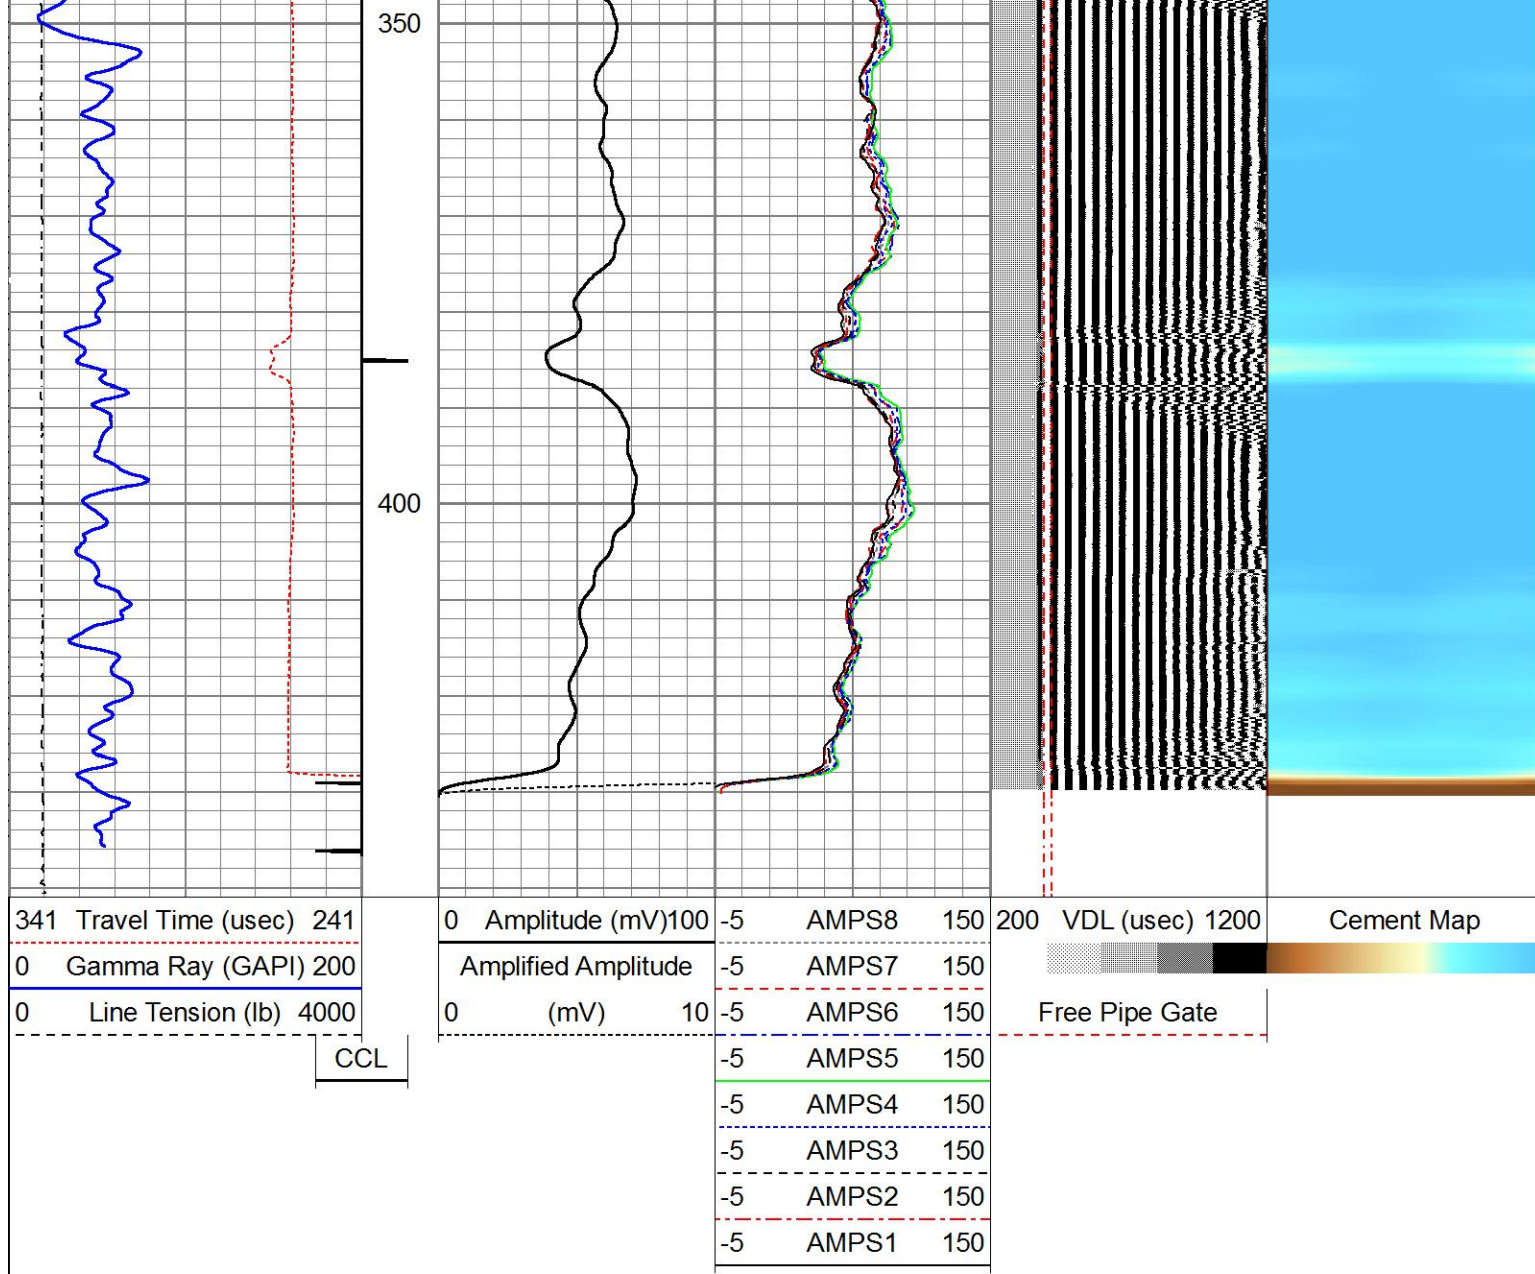 350
400
341 Travel Time (usec) 241
0 Amplitude (mV)100
-5 AMPS8 150
200 VDL (usec) 1200
Cement Map
0 Gamma Ray (GAPI) 200
Amplified Amplitude
-5 AMPS7 150
0 Line Tension (lb) 4000
0 (mV) 10
-5 AMPS6 150
Free Pipe Gate
CCL
-5 AMPS5 150
-5 AMPS4 150
-5 AMPS3 150
-5 AMPS2 150
-5 AMPS1 150